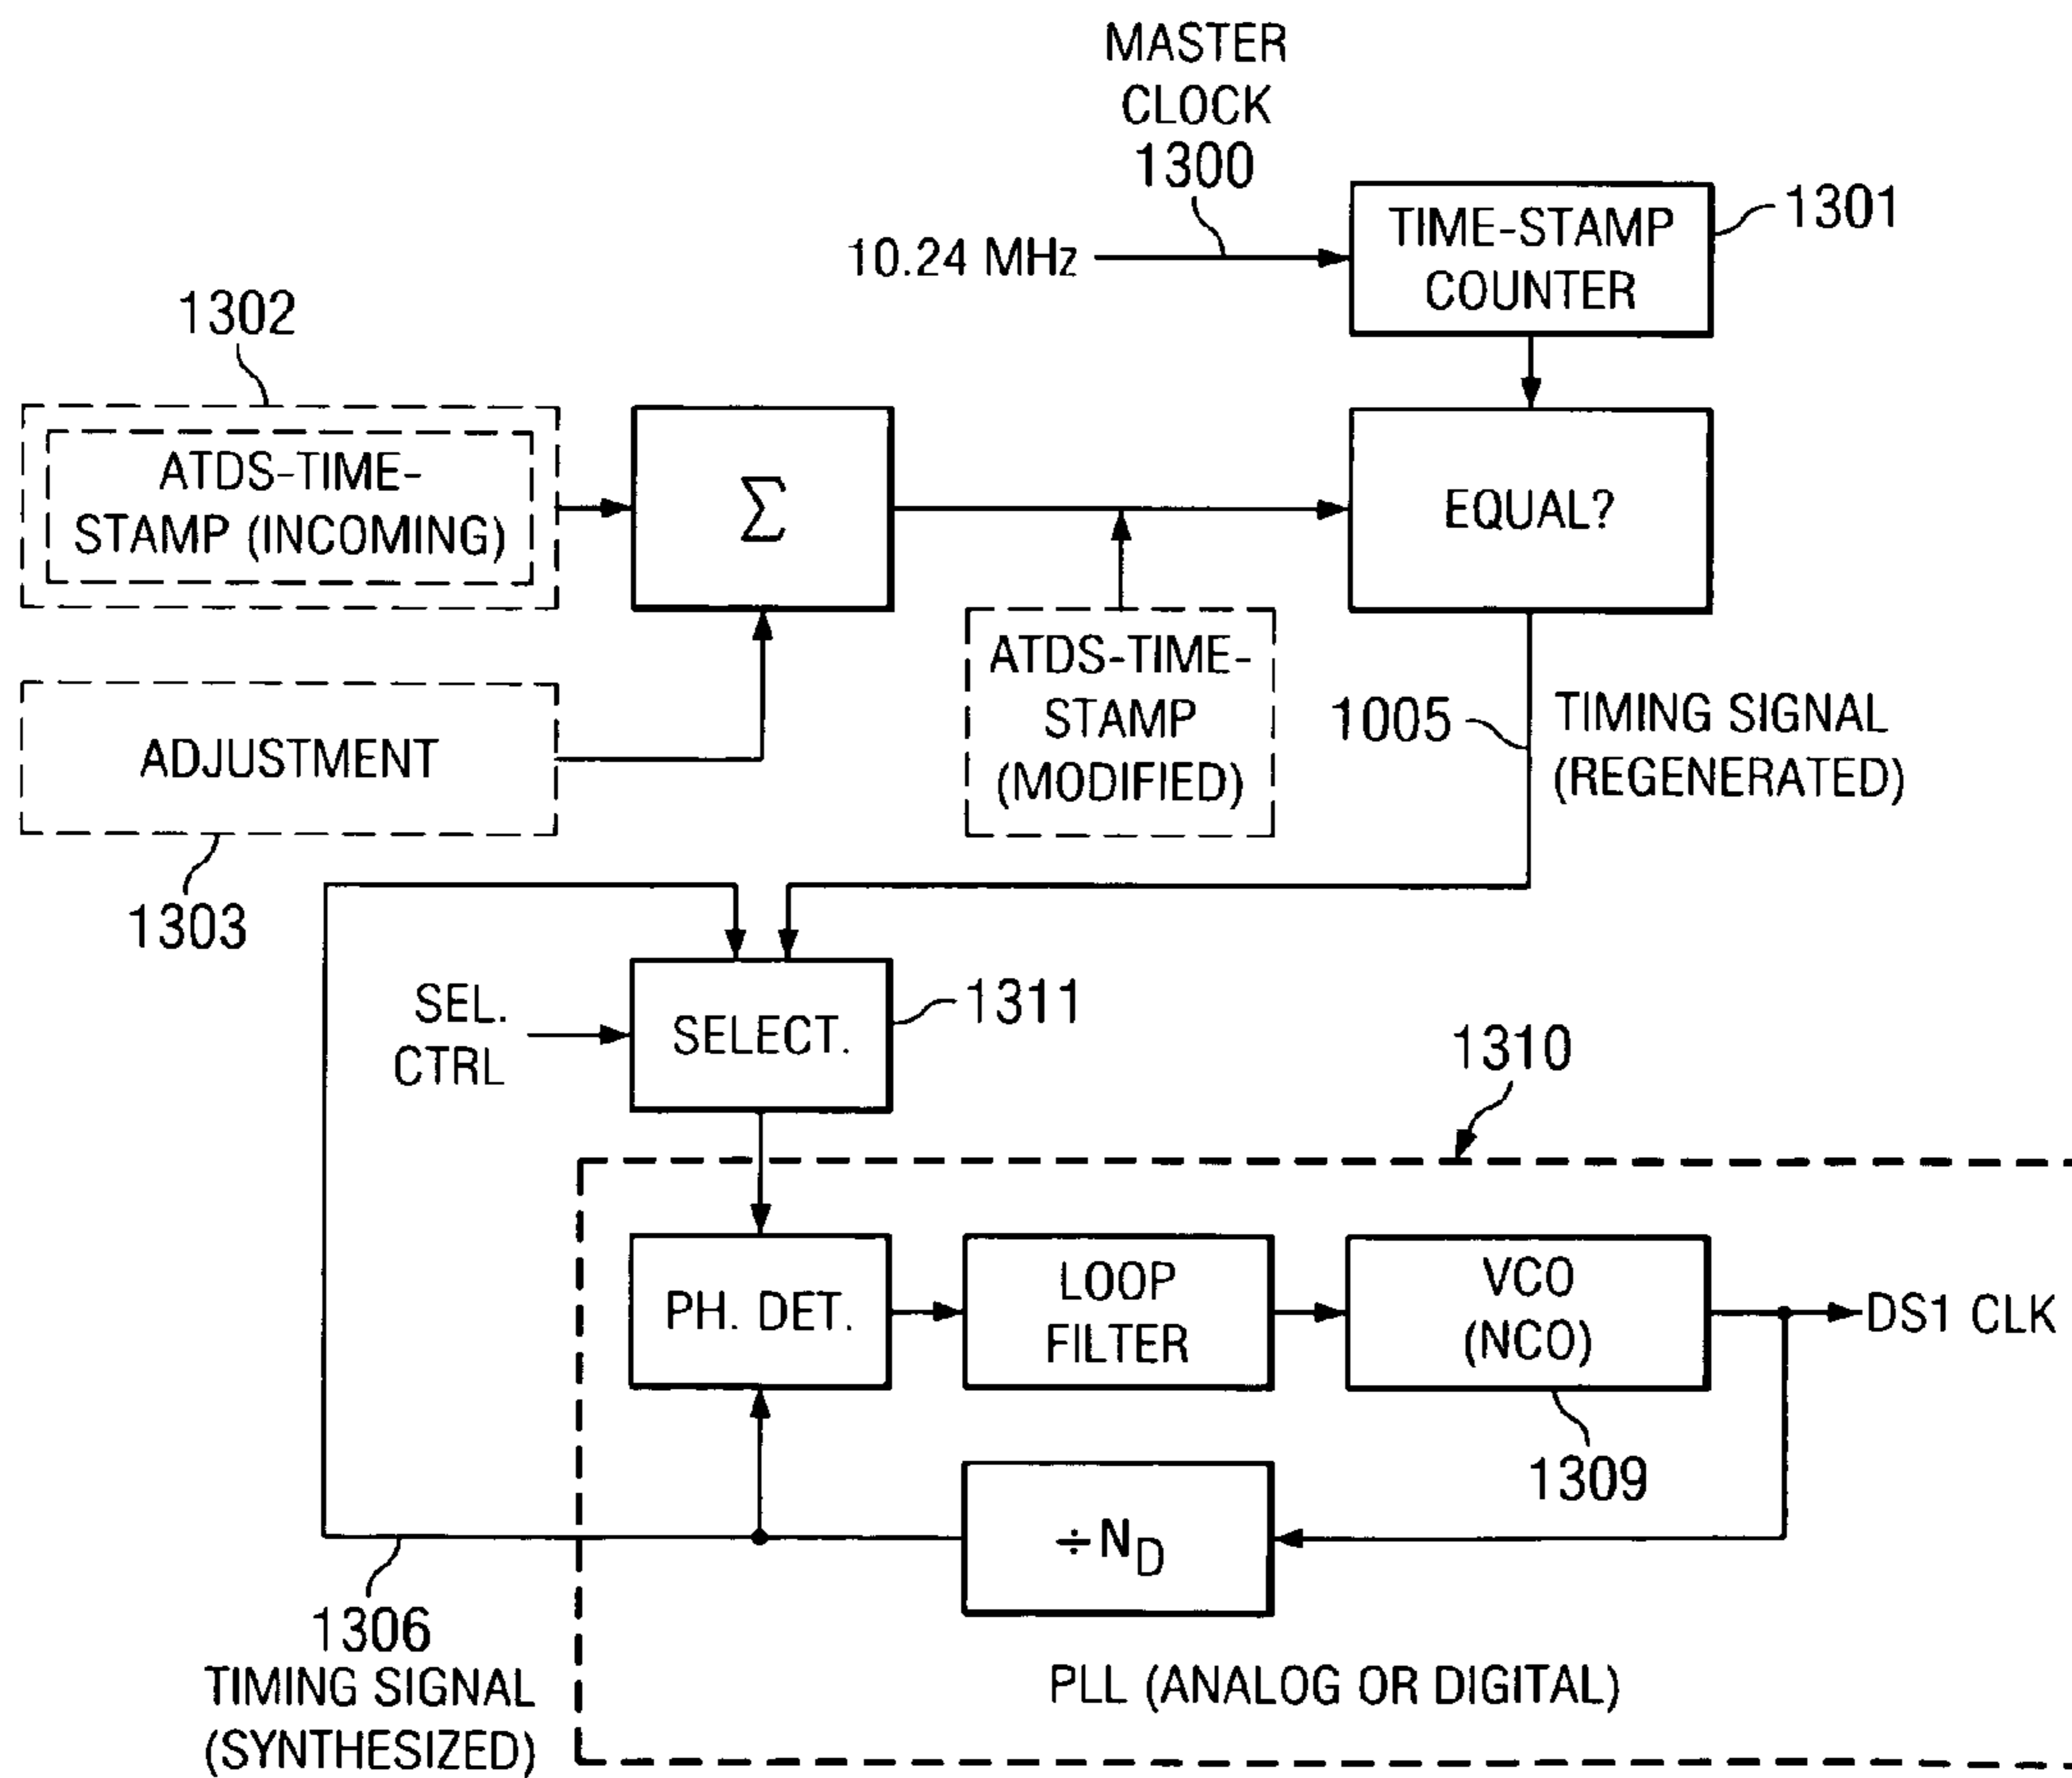 MASTER
CLOCK
1300
10.24 MHz
TIME-STAMP
COUNTER
1301
1302
ATDS-TIME-
STAMP (INCOMING)
Σ
EQUAL?
ADJUSTMENT
1303
ATDS-TIME-
STAMP
(MODIFIED)
1005
TIMING SIGNAL
(REGENERATED)
SEL.
CTRL
SELECT.
1311
1310
PH. DET.
LOOP
FILTER
VCO
(NCO)
DS1 CLK
1309
÷ND
1306
TIMING SIGNAL
(SYNTHESIZED)
PLL (ANALOG OR DIGITAL)